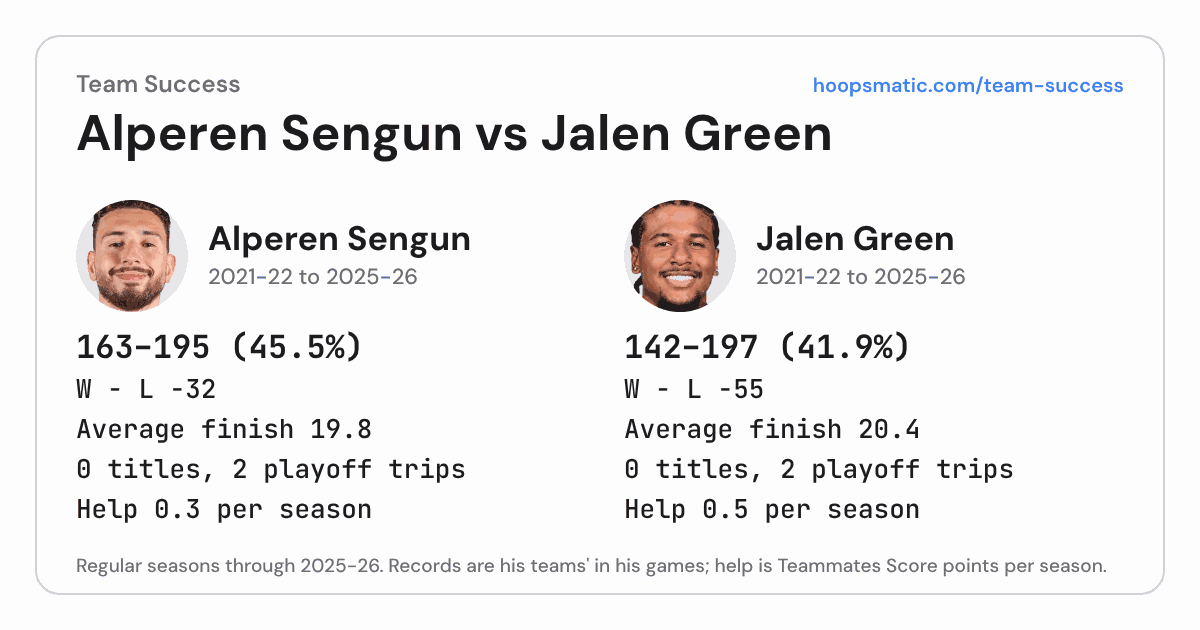 Team Success
hoopsmatic.com/team-success
Alperen Sengun vs Jalen Green
Alperen Sengun
2021-22 to 2025-26
163-195 (45.5%)
W - L -32
Average finish 19.8
0 titles, 2 playoff trips
Help 0.3 per season
Jalen Green
2021-22 to 2025-26
142-197 (41.9%)
W - L -55
Average finish 20.4
0 titles, 2 playoff trips
Help 0.5 per season
Regular seasons through 2025-26. Records are his teams' in his games; help is Teammates Score points per season.